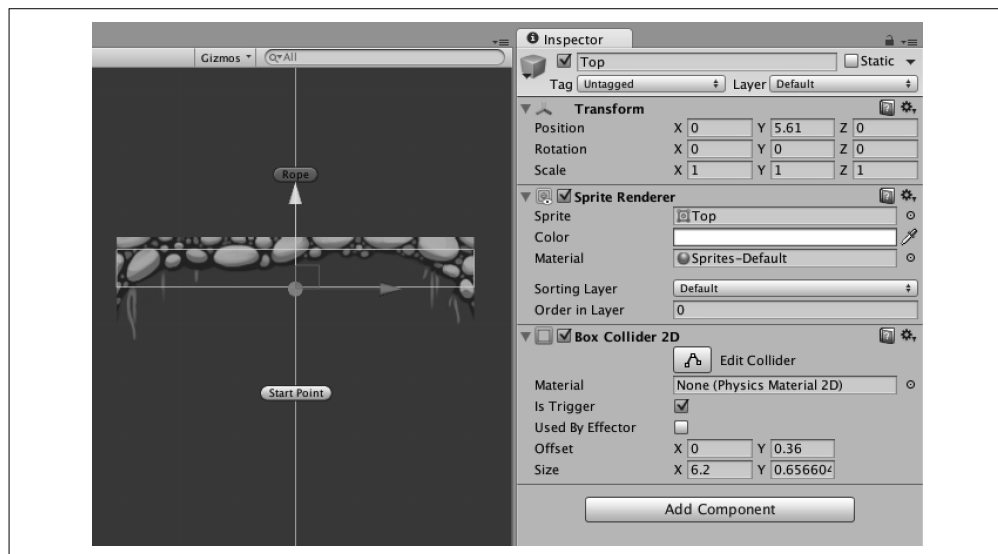 Gizmos
All
Rope
Start Point
Inspector
Top
Static
Tag Untagged Layer Default
Transform
Position X 0 Y 5.61 Z 0
Rotation X 0 Y 0 Z 0
Scale X 1 Y 1 Z 1
Sprite Renderer
Sprite Top
Color
Material Sprites-Default
Sorting Layer Default
Order in Layer 0
Box Collider 2D
Edit Collider
Material None (Physics Material 2D)
Is Trigger
Used By Effector
Offset X 0 Y 0.36
Size X 6.2 Y 0.656604
Add Component